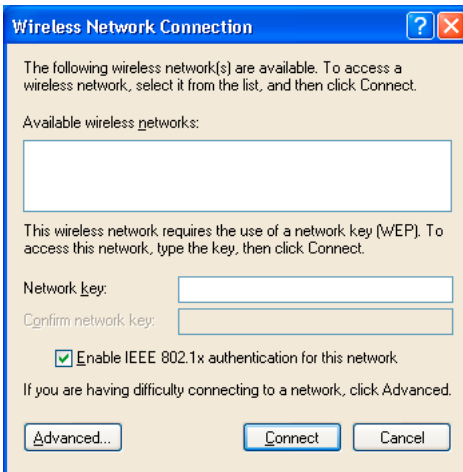 Wireless Network Connection
The following wireless network(s) are available. To access a
wireless network, select it from the list, and then click Connect.
Available wireless networks:
This wireless network requires the use of a network key (WEP). To
access this network, type the key, then click Connect.
Network key:
Confirm network key:
Enable IEEE 802.1x authentication for this network
If you are having difficulty connecting to a network, click Advanced.
Advanced... Connect Cancel